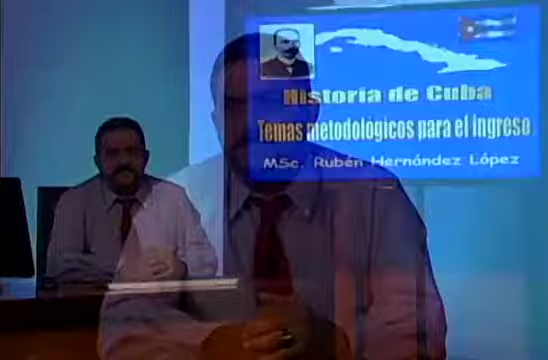 Historia de Cuba
Temas metodológicos para el ingreso
MSc. Rubén Hernández López